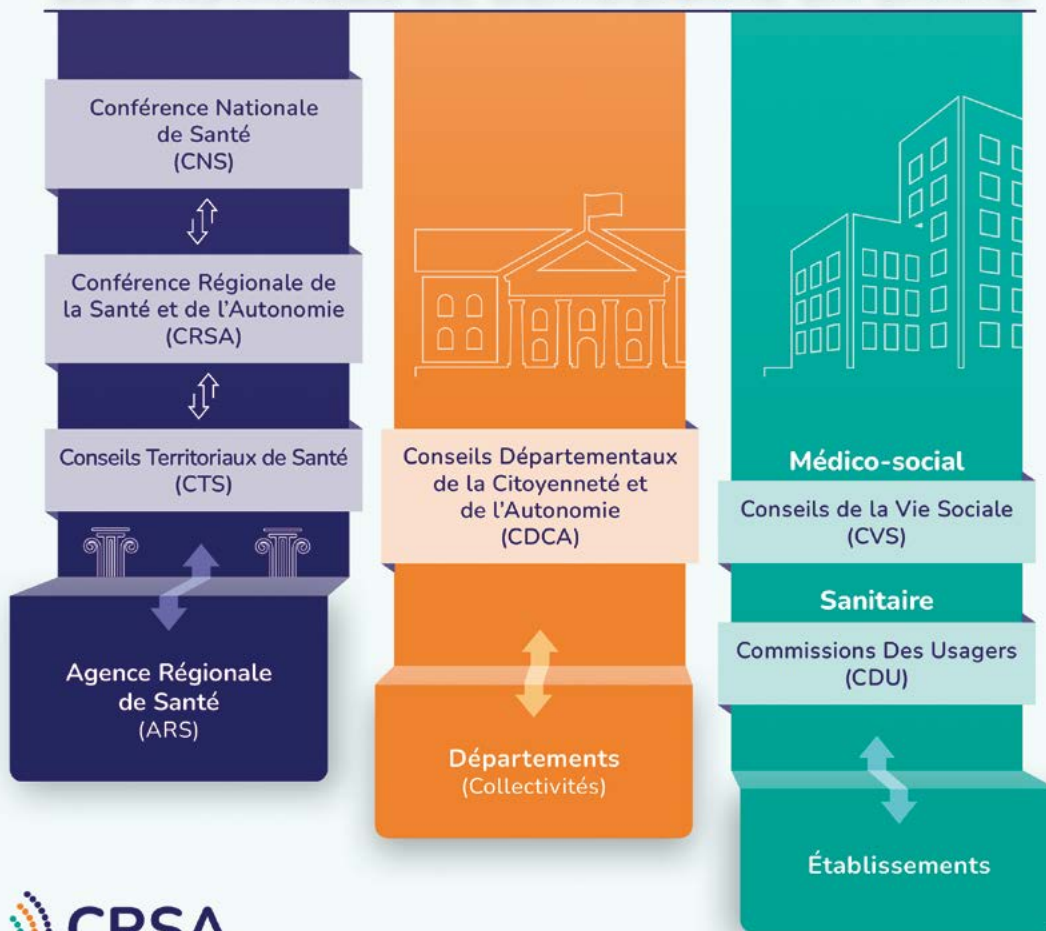 Conférence Nationale
de Santé
(CNS)
Conférence Régionale de
la Santé et de l'Autonomie
(CRSA)
Conseils Territoriaux de Santé
(CTS)
Agence Régionale
de Santé
(ARS)
Conseils Départementaux
de la Citoyenneté et
de l'Autonomie
(CDCA)
Départements
(Collectivités)
Médico-social
Conseils de la Vie Sociale
(CVS)
Sanitaire
Commissions Des Usagers
(CDU)
Établissements
CRSA